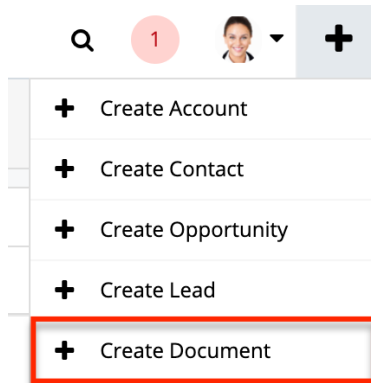 1
Create Account
Create Contact
Create Opportunity
Create Lead
Create Document